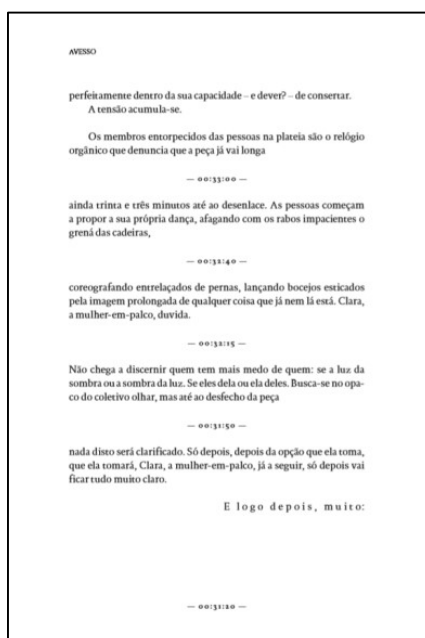 AVESSO
perfeitamente dentro da sua capacidade – e dever? – de consertar.
A tensão acumula-se.
Os membros entorpecidos das pessoas na plateia são o relógio
orgânico que denuncia que a peça já vai longa
— 00:33:00 —
ainda trinta e três minutos até ao desenlace. As pessoas começam
a propor a sua própria dança, afagando com os rabos impacientes o
grená das cadeiras,
— 00:32:40 —
coreografando entrelaçados de pernas, lançando bocejos esticados
pela imagem prolongada de qualquer coisa que já nem lá está. Clara,
a mulher-em-palco, duvida.
— 00:32:15 —
Não chega a discernir quem tem mais medo de quem: se a luz da
sombra ou a sombra da luz. Se eles dela ou ela deles. Busca-se no opa-
co do coletivo olhar, mas até ao desfecho da peça
— 00:31:50 —
nada disto será clarificado. Só depois, depois da opção que ela toma,
que ela tomará, Clara, a mulher-em-palco, já a seguir, só depois vai
ficar tudo muito claro.
E logo depois, muito:
— 00:31:20 —